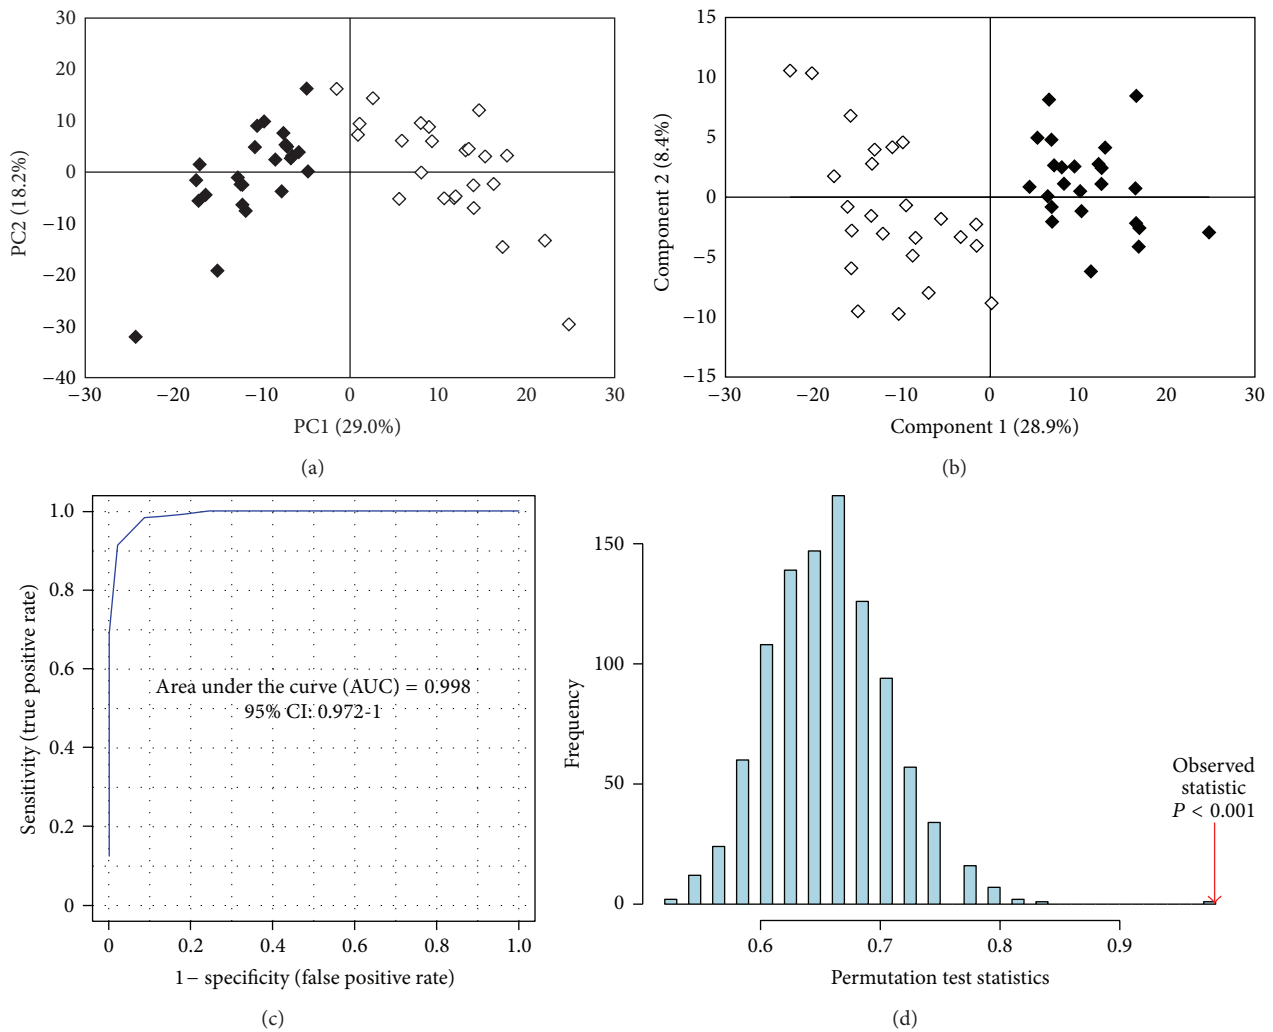 30
20
10
0
−10
−20
−30
−40
PC2 (18.2%)
−30
−20
−10
0
10
20
30
PC1 (29.0%)
(a)
15
10
5
0
−5
−10
−15
Component 2 (8.4%)
−30
−20
−10
0
10
20
30
Component 1 (28.9%)
(b)
1.0
0.8
0.6
0.4
0.2
0
Sensitivity (true positive rate)
Area under the curve (AUC) = 0.998
95% CI: 0.972-1
0
0.2
0.4
0.6
0.8
1.0
1− specificity (false positive rate)
(c)
150
100
50
0
Frequency
Observed
statistic
P < 0.001
0.6
0.7
0.8
0.9
Permutation test statistics
(d)